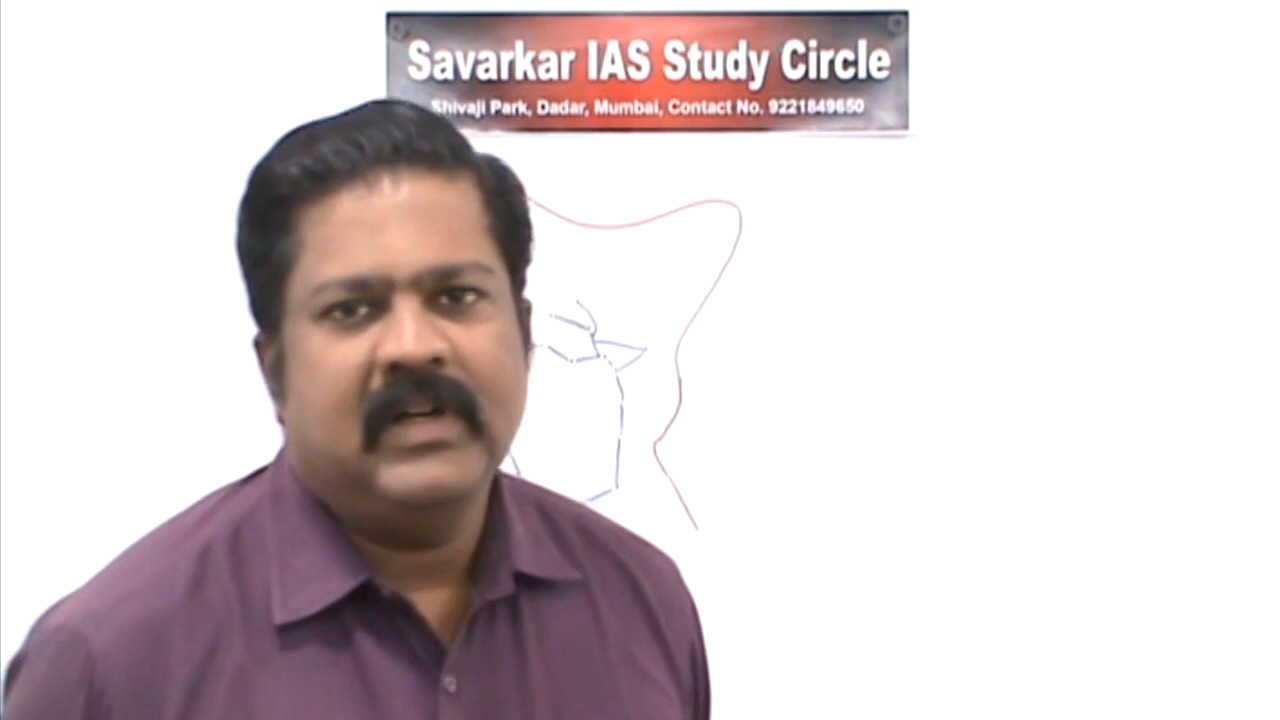 Savarkar IAS Study Circle
Shivaji Park, Dadar, Mumbai, Contact No. 9221849650